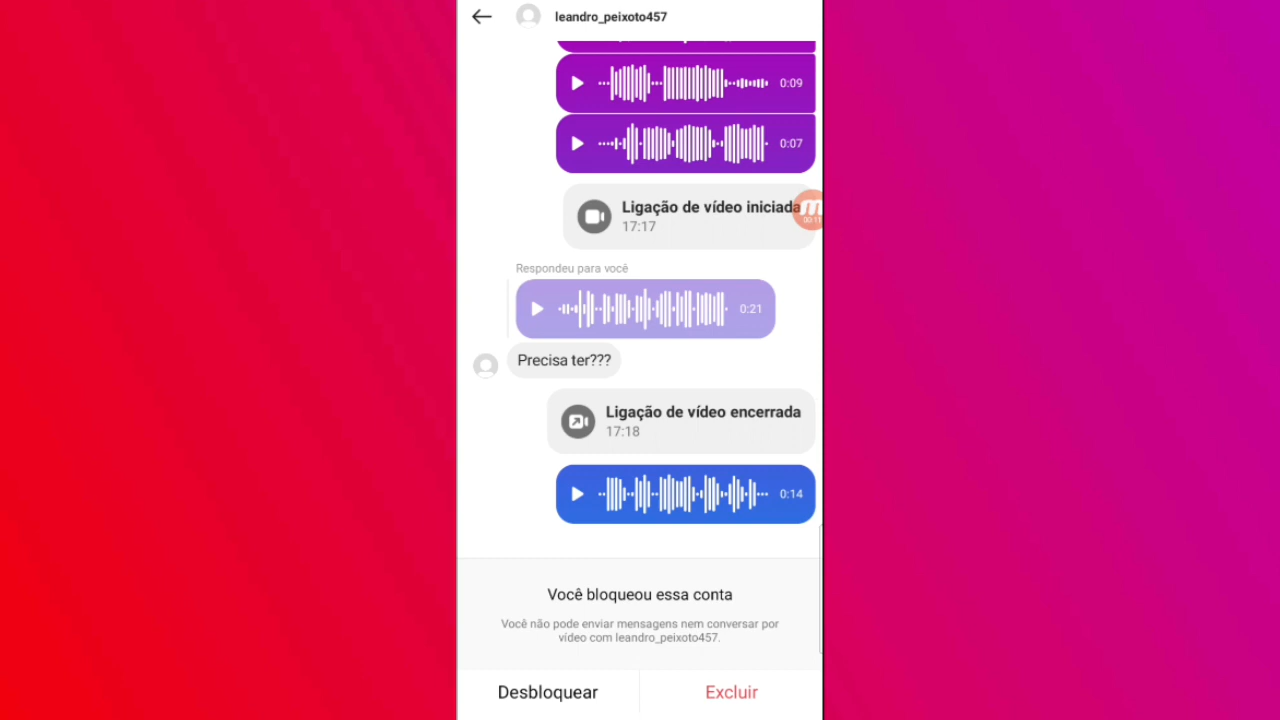 leandro_peixoto457
0:09
0:07
Ligação de vídeo iniciada
17:17
00:11
Respondeu para você
0:21
Precisa ter???
Ligação de vídeo encerrada
17:18
0:14
Você bloqueou essa conta
Você não pode enviar mensagens nem conversar por
vídeo com leandro_peixoto457.
Desbloquear
Excluir